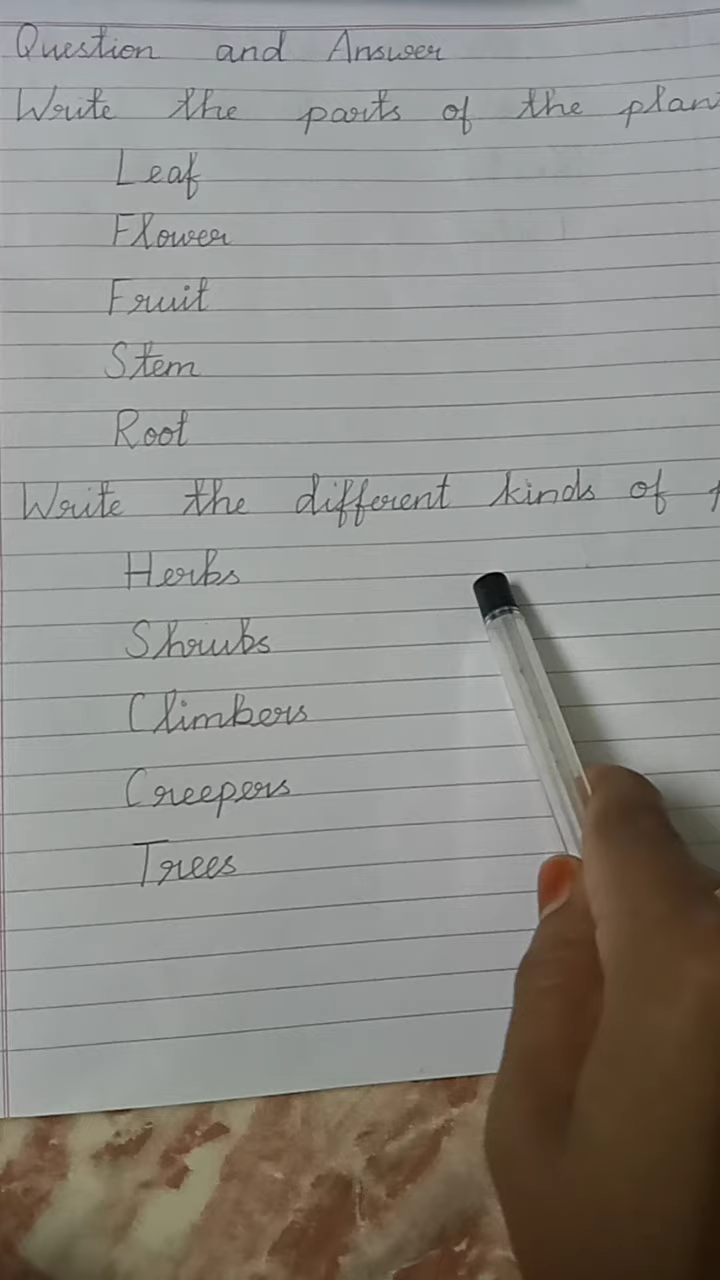 Question and Answer
Write the parts of the plan
Leaf
Flower
Fruit
Stem
Root
Write the different kinds of
Herbs
Shrubs
Climbers
Creepers
Trees